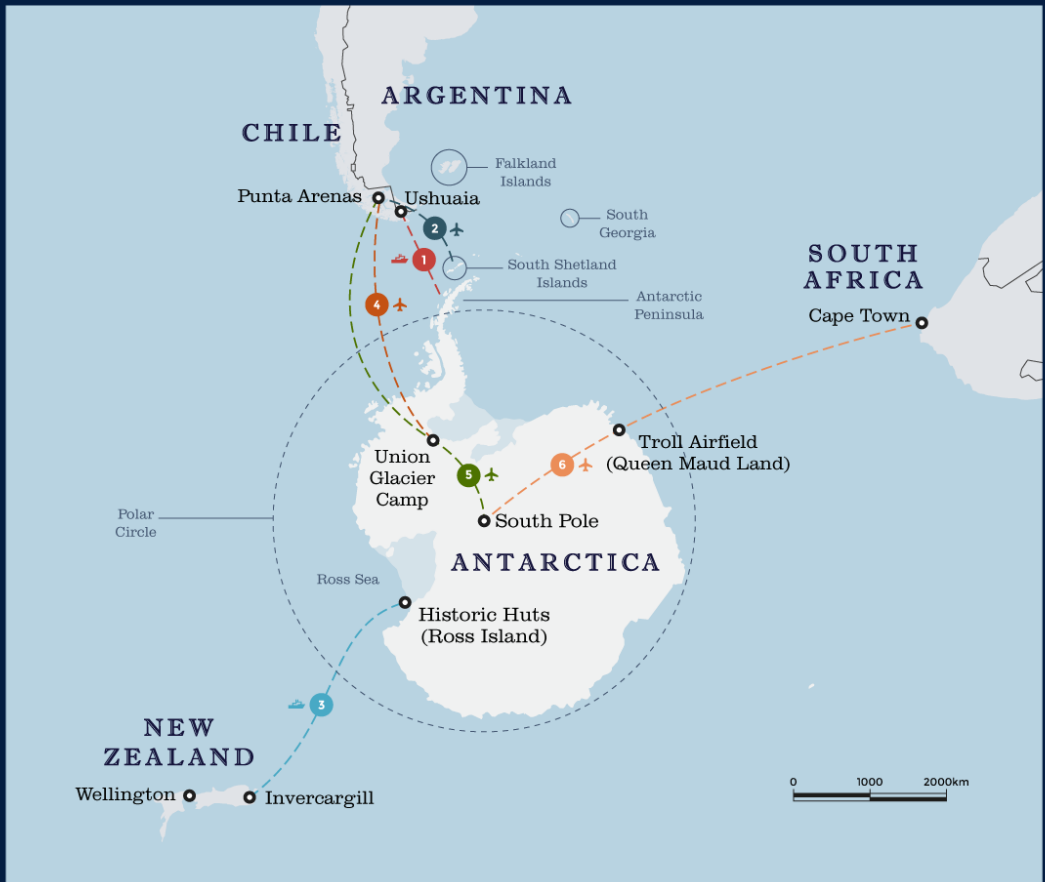 ARGENTINA
CHILE
Falkland
Islands
Punta Arenas
Ushuaia
South
Georgia
2
1
South Shetland
Islands
SOUTH
AFRICA
Antarctic
Peninsula
4
Cape Town
Troll Airfield
(Queen Maud Land)
Union
Glacier
Camp
5
6
Polar
Circle
South Pole
ANTARCTICA
Ross Sea
Historic Huts
(Ross Island)
3
NEW
ZEALAND
Wellington
Invercargill
0 1000 2000km